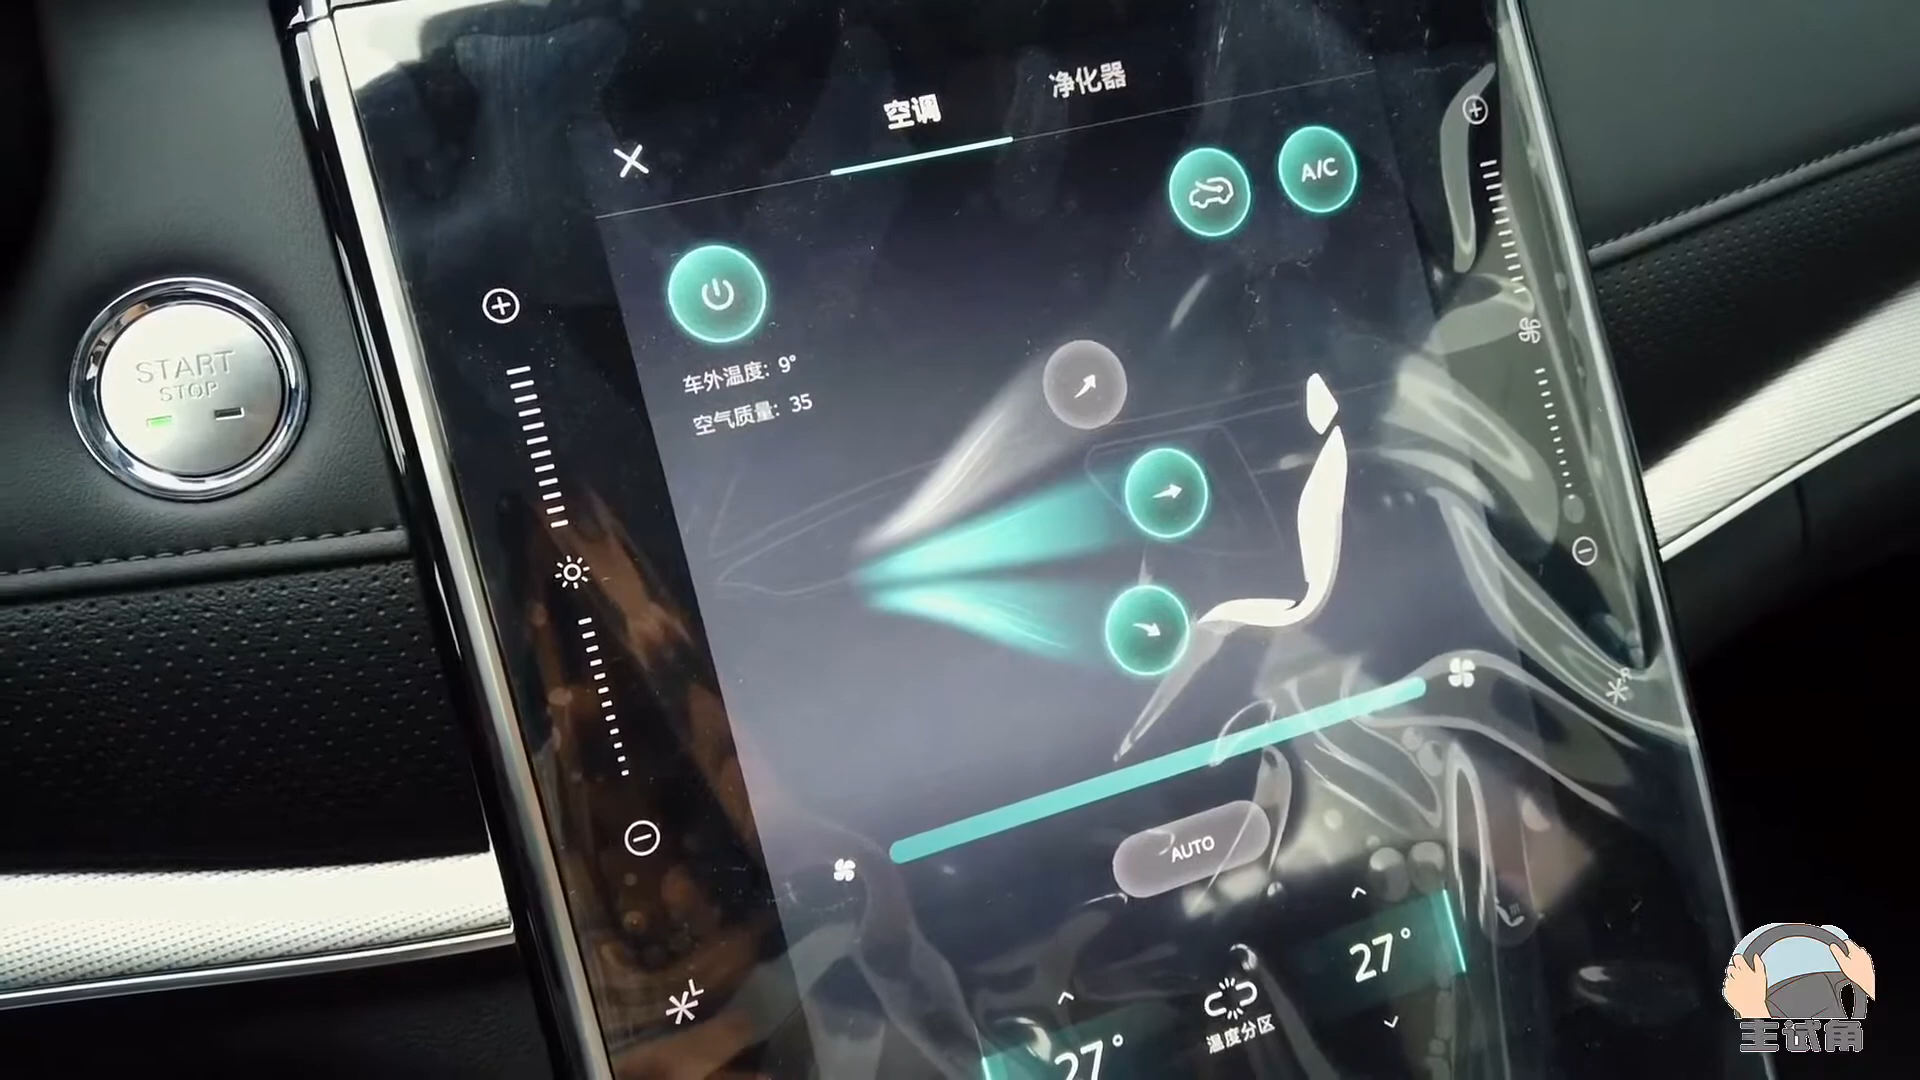 净化器
空调
A/C
START
STOP
车外温度: 9°
空气质量: 35
AUTO
27°
L
R
27°
温度分区
主试角